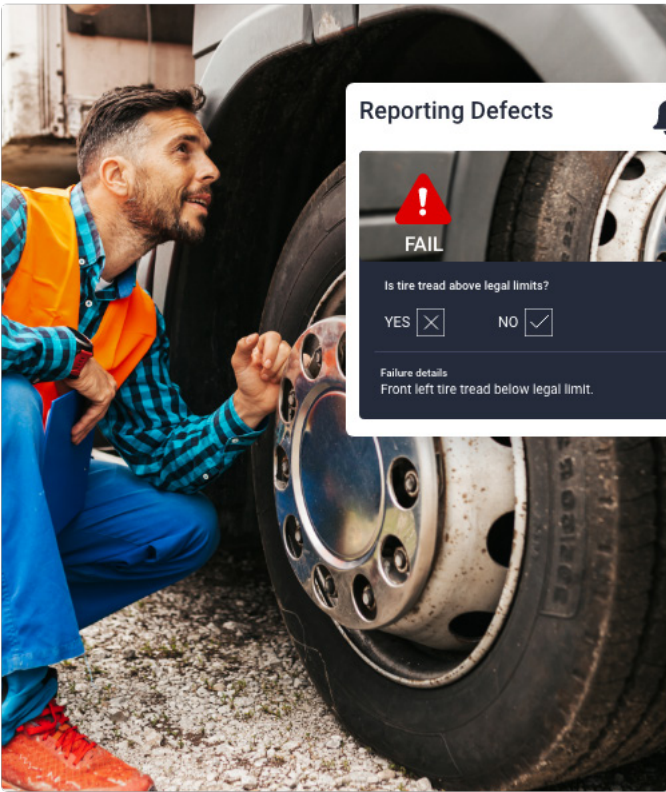 Reporting Defects
FAIL
Is tire tread above legal limits?
YES NO
Failure details
Front left tire tread below legal limit.